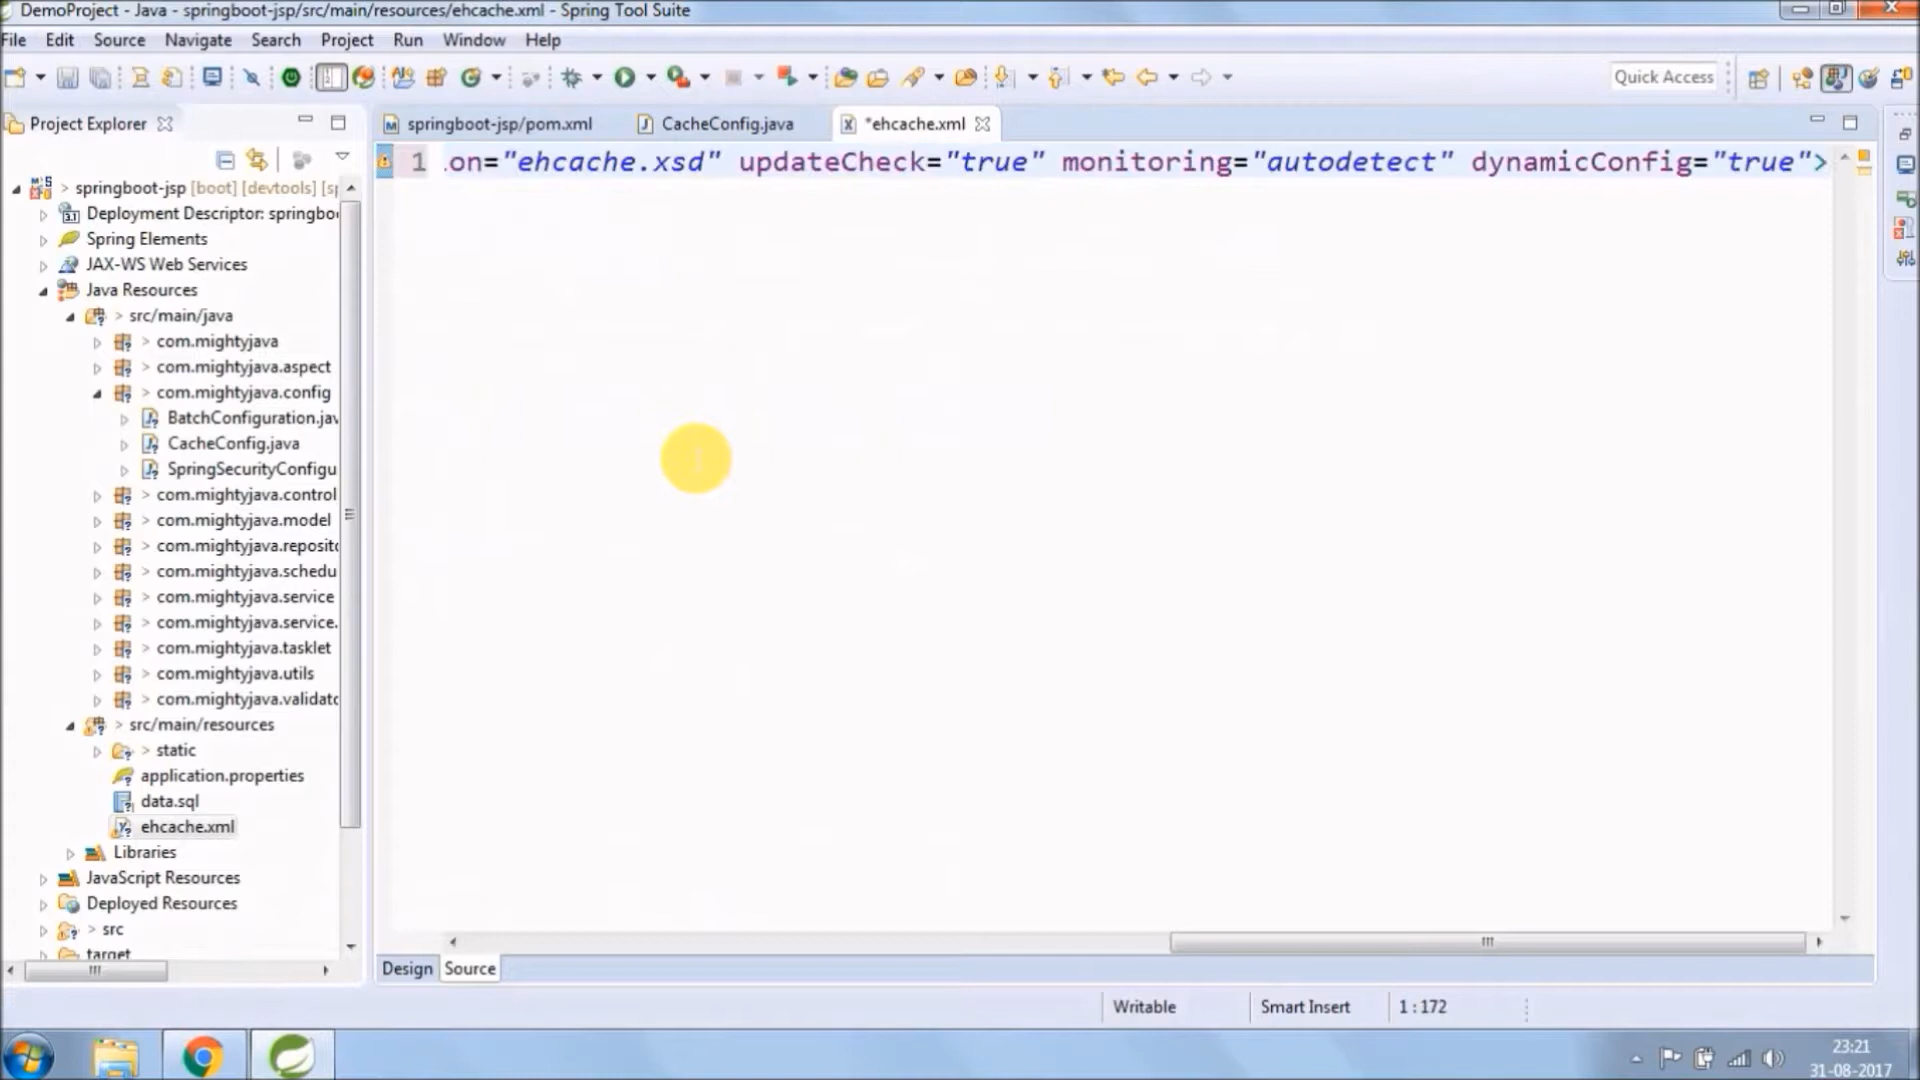 DemoProject - Java - springboot-jsp/src/main/resources/ehcache.xml - Spring Tool Suite
File Edit Source Navigate Search Project Run Window Help
Quick Access
Project Explorer
springboot-jsp/pom.xml CacheConfig.java *ehcache.xml
1 .on="ehcache.xsd" updateCheck="true" monitoring="autodetect" dynamicConfig="true">
> springboot-jsp [boot] [devtools] [sp
Deployment Descriptor: springboo
Spring Elements
JAX-WS Web Services
Java Resources
> src/main/java
> com.mightyjava
> com.mightyjava.aspect
> com.mightyjava.config
BatchConfiguration.jav
CacheConfig.java
SpringSecurityConfigu
> com.mightyjava.control
> com.mightyjava.model
> com.mightyjava.reposito
> com.mightyjava.schedu
> com.mightyjava.service
> com.mightyjava.service.
> com.mightyjava.tasklet
> com.mightyjava.utils
> com.mightyjava.validato
> src/main/resources
> static
application.properties
data.sql
ehcache.xml
Libraries
JavaScript Resources
Deployed Resources
> src
target
Design Source
Writable Smart Insert 1 : 172
23:21
31-08-2017